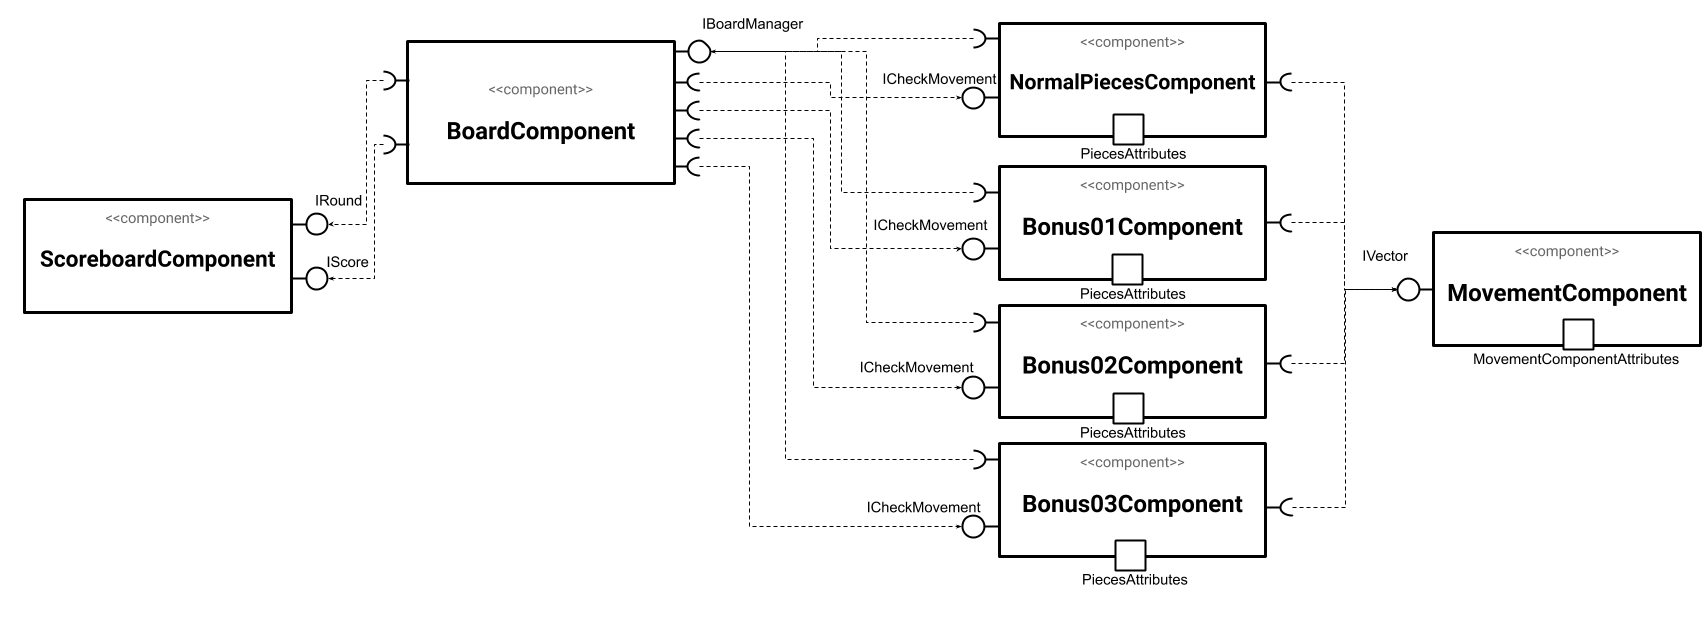 IBoardManager
<<component>>
BoardComponent
<<component>>
ScoreboardComponent
IRound
IScore
<<component>>
NormalPiecesComponent
ICheckMovement
PiecesAttributes
<<component>>
Bonus01Component
ICheckMovement
PiecesAttributes
<<component>>
Bonus02Component
ICheckMovement
PiecesAttributes
<<component>>
Bonus03Component
ICheckMovement
PiecesAttributes
IVector
<<component>>
MovementComponent
MovementComponentAttributes